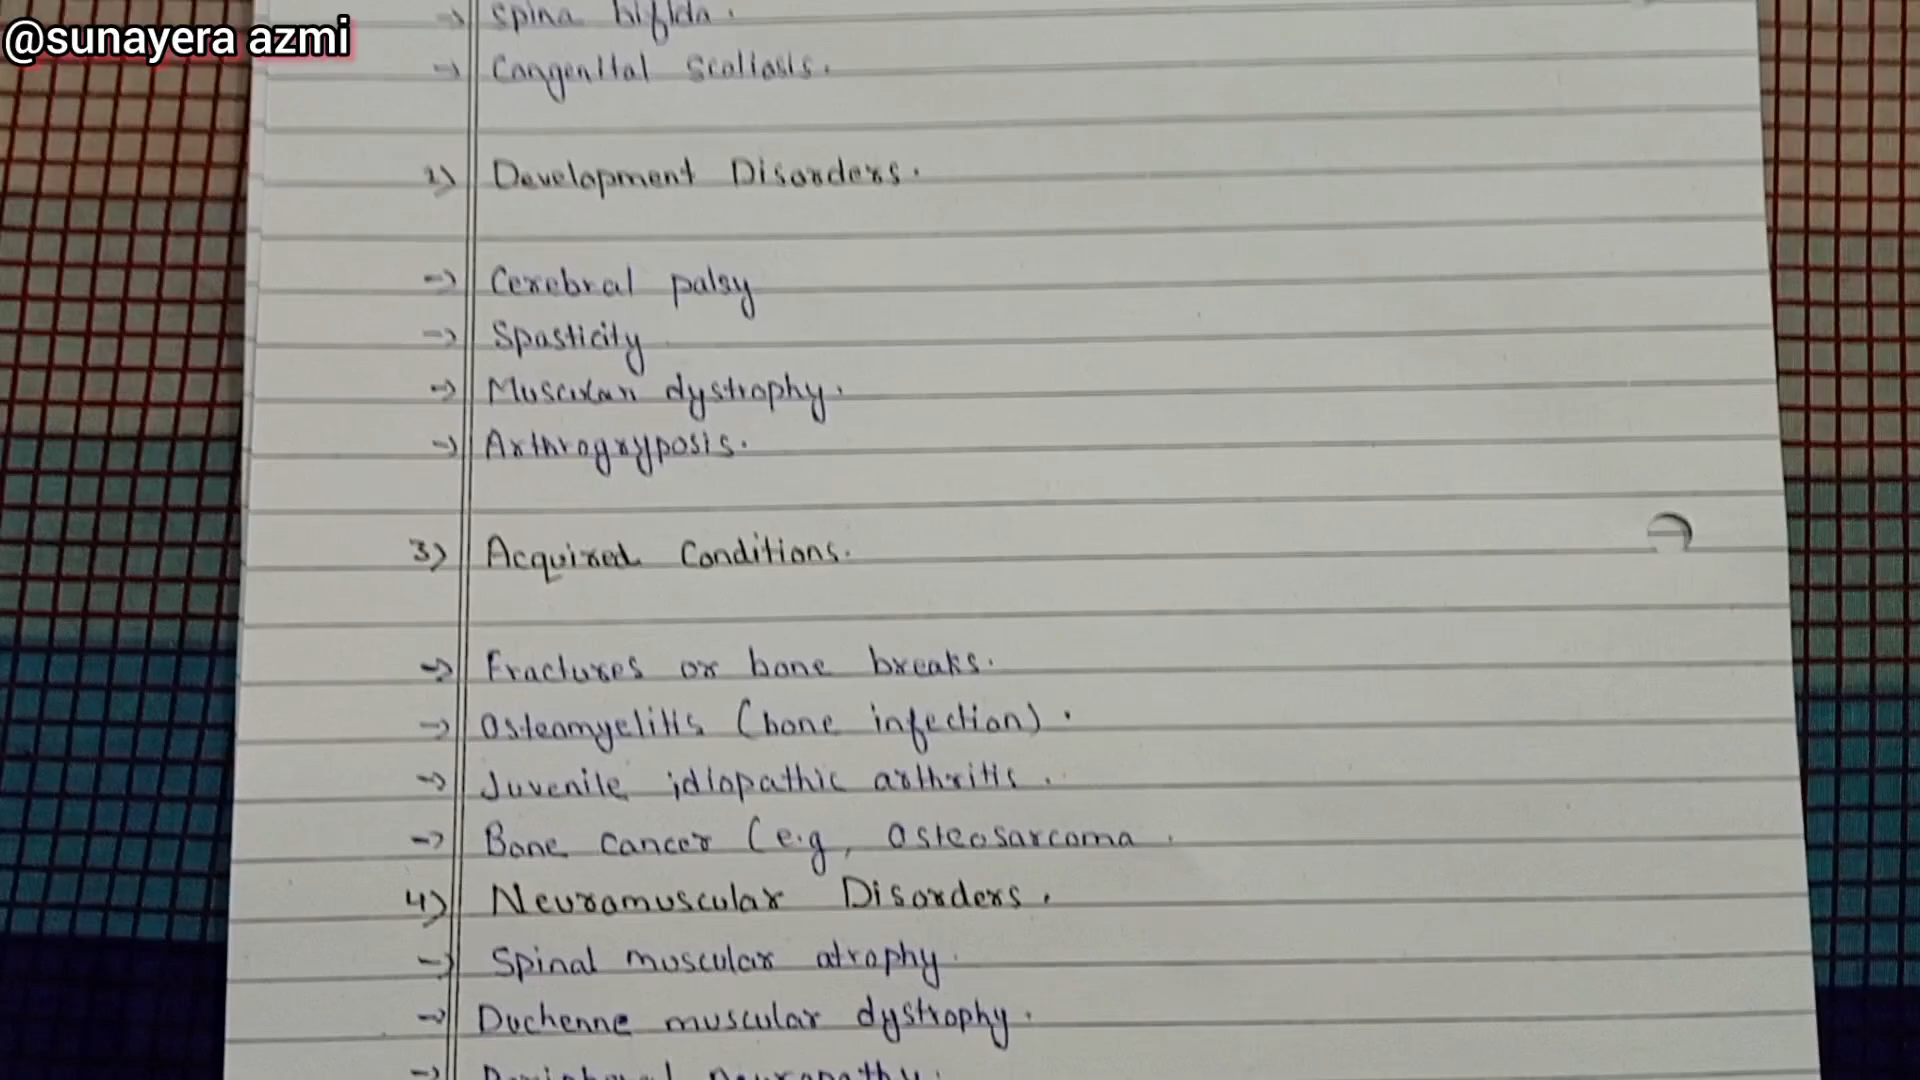 @sunayera azmi
→ Spina bifida.
→ Congenital Scoliosis.
2) Development Disorders.
→ Cerebral palsy
→ Spasticity
→ Muscular dystrophy.
→ Arthrogryposis.
3) Acquired Conditions.
→ Fractures or bone breaks.
→ Osteomyelitis (bone infection).
→ Juvenile idiopathic arthritis.
→ Bone cancer (e.g, Osteosarcoma.
4) Neuromuscular Disorders.
→ Spinal muscular atrophy.
→ Duchenne muscular dystrophy.
→ Peripheral neuropathy.